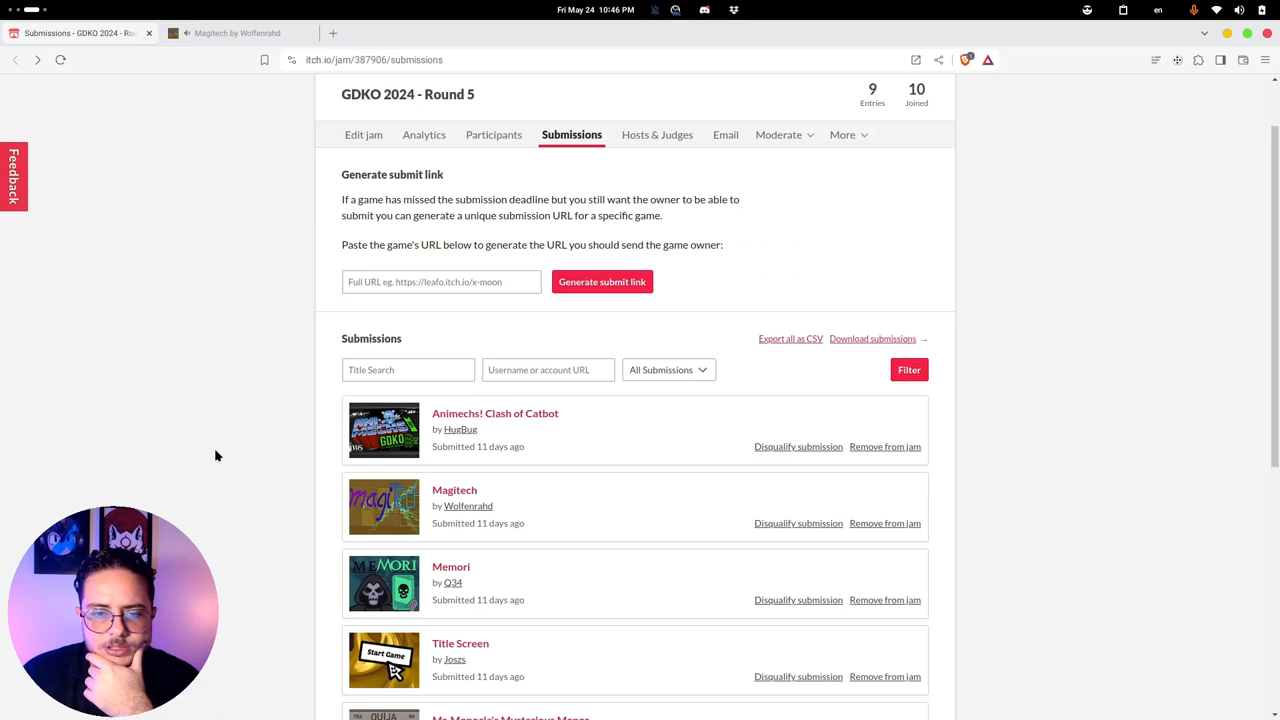 Fri May 24 10:46 PM
en
Submissions - GDKO 2024 - Rou
Magitech by Wolfenrahd
itch.io/jam/387906/submissions
GDKO 2024 - Round 5
9
Entries
10
Joined
Edit jam
Analytics
Participants
Submissions
Hosts & Judges
Email
Moderate
More
Feedback
Generate submit link
If a game has missed the submission deadline but you still want the owner to be able to
submit you can generate a unique submission URL for a specific game.
Paste the game's URL below to generate the URL you should send the game owner:
Full URL eg. https://leafo.itch.io/x-moon
Generate submit link
Submissions
Export all as CSV
Download submissions →
Title Search
Username or account URL
All Submissions
Filter
Animechs! Clash of Catbot
by HugBug
Submitted 11 days ago
Disqualify submission
Remove from jam
Magitech
by Wolfenrahd
Submitted 11 days ago
Disqualify submission
Remove from jam
MEMORI
Memori
by Q34
Submitted 11 days ago
Disqualify submission
Remove from jam
Start Game
Title Screen
by Joszs
Submitted 11 days ago
Disqualify submission
Remove from jam
OUIJA
Mr. Monocle's Mysterious Manor